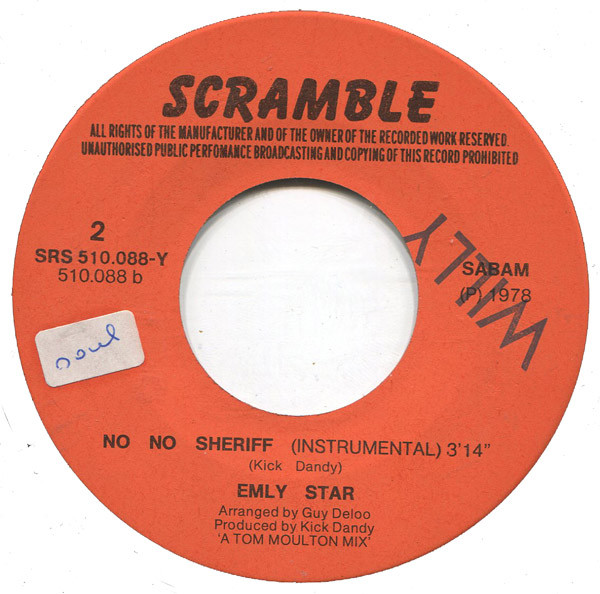 SCRAMBLE
ALL RIGHTS OF THE MANUFACTURER AND OF THE OWNER OF THE RECORDED WORK RESERVED.
UNAUTHORISED PUBLIC PERFOMANCE BROADCASTING AND COPYING OF THIS RECORD PROHIBITED
2
SRS 510.088-Y
510.088 b
SABAM
(P) 1978
WILLY
soul
NO NO SHERIFF (INSTRUMENTAL) 3'14"
(Kick Dandy)
EMLY STAR
Arranged by Guy Deloo
Produced by Kick Dandy
'A TOM MOULTON MIX'